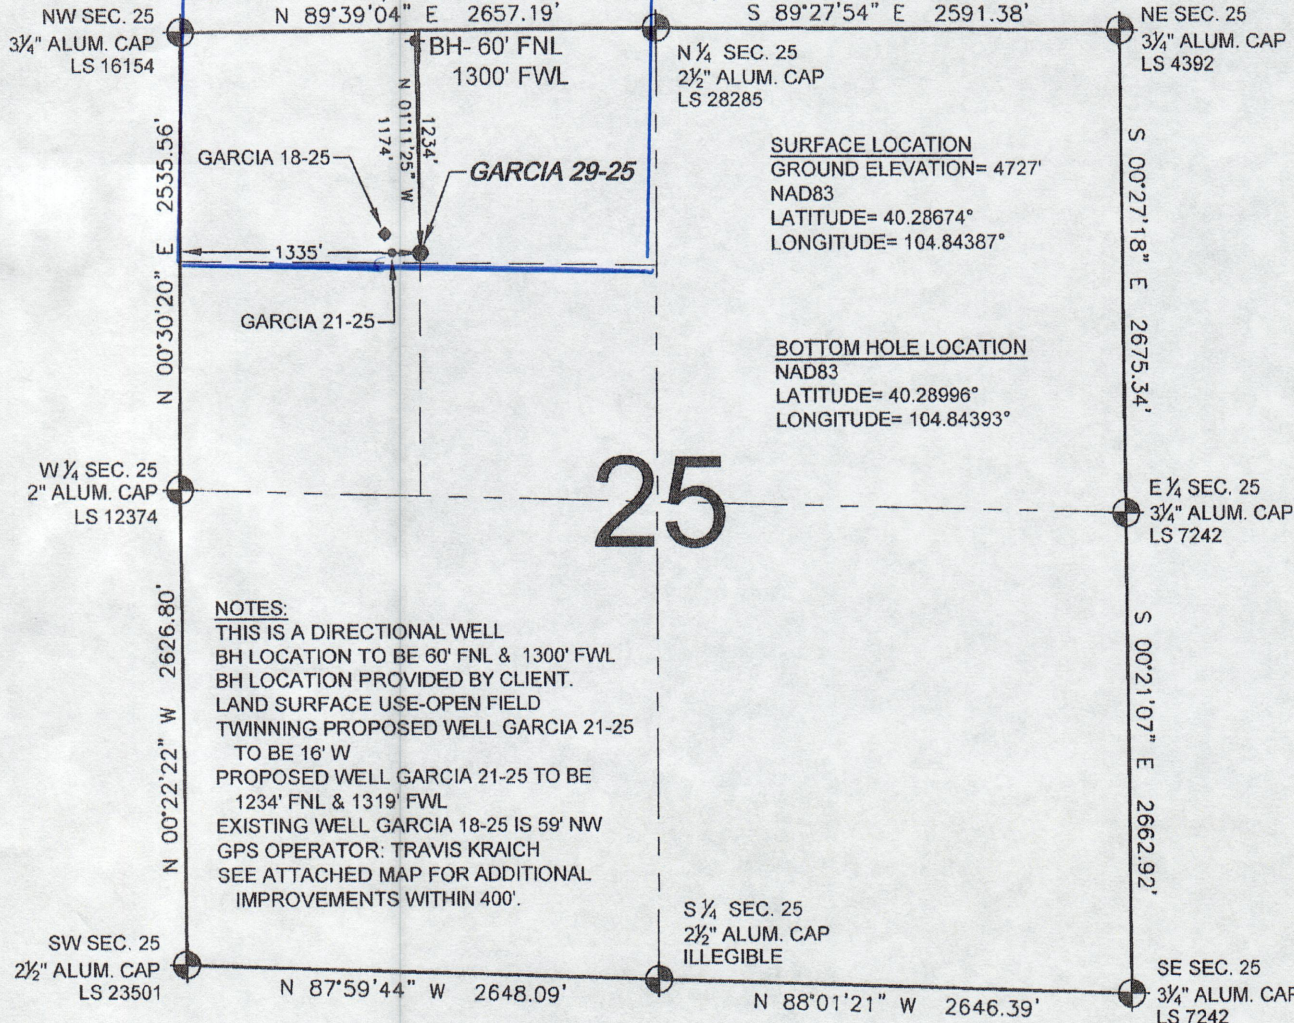 N 89°39'04" E 2657.19'
S 89°27'54" E 2591.38'
NW SEC. 25
3¼" ALUM. CAP
LS 16154
BH- 60' FNL
1300' FWL
N ¼ SEC. 25
2½" ALUM. CAP
LS 28285
NE SEC. 25
3¼" ALUM. CAP
LS 4392
N 00°30'20" E 2535.56'
N 01°11'25" W
1174'
1234'
GARCIA 18-25
GARCIA 29-25
1335'
GARCIA 21-25
SURFACE LOCATION
GROUND ELEVATION= 4727'
NAD83
LATITUDE= 40.28674°
LONGITUDE= 104.84387°
S 00°27'18" E 2675.34'
BOTTOM HOLE LOCATION
NAD83
LATITUDE= 40.28996°
LONGITUDE= 104.84393°
W ¼ SEC. 25
2" ALUM. CAP
LS 12374
25
E ¼ SEC. 25
3¼" ALUM. CAP
LS 7242
N 00°22'22" W 2626.80'
NOTES:
THIS IS A DIRECTIONAL WELL
BH LOCATION TO BE 60' FNL & 1300' FWL
BH LOCATION PROVIDED BY CLIENT.
LAND SURFACE USE-OPEN FIELD
TWINNING PROPOSED WELL GARCIA 21-25
TO BE 16' W
PROPOSED WELL GARCIA 21-25 TO BE
1234' FNL & 1319' FWL
EXISTING WELL GARCIA 18-25 IS 59' NW
GPS OPERATOR: TRAVIS KRAICH
SEE ATTACHED MAP FOR ADDITIONAL
IMPROVEMENTS WITHIN 400'.
S 00°21'07" E 2662.92'
SW SEC. 25
2½" ALUM. CAP
LS 23501
N 87°59'44" W 2648.09'
S ¼ SEC. 25
2½" ALUM. CAP
ILLEGIBLE
N 88°01'21" W 2646.39'
SE SEC. 25
3¼" ALUM. CAP
LS 7242